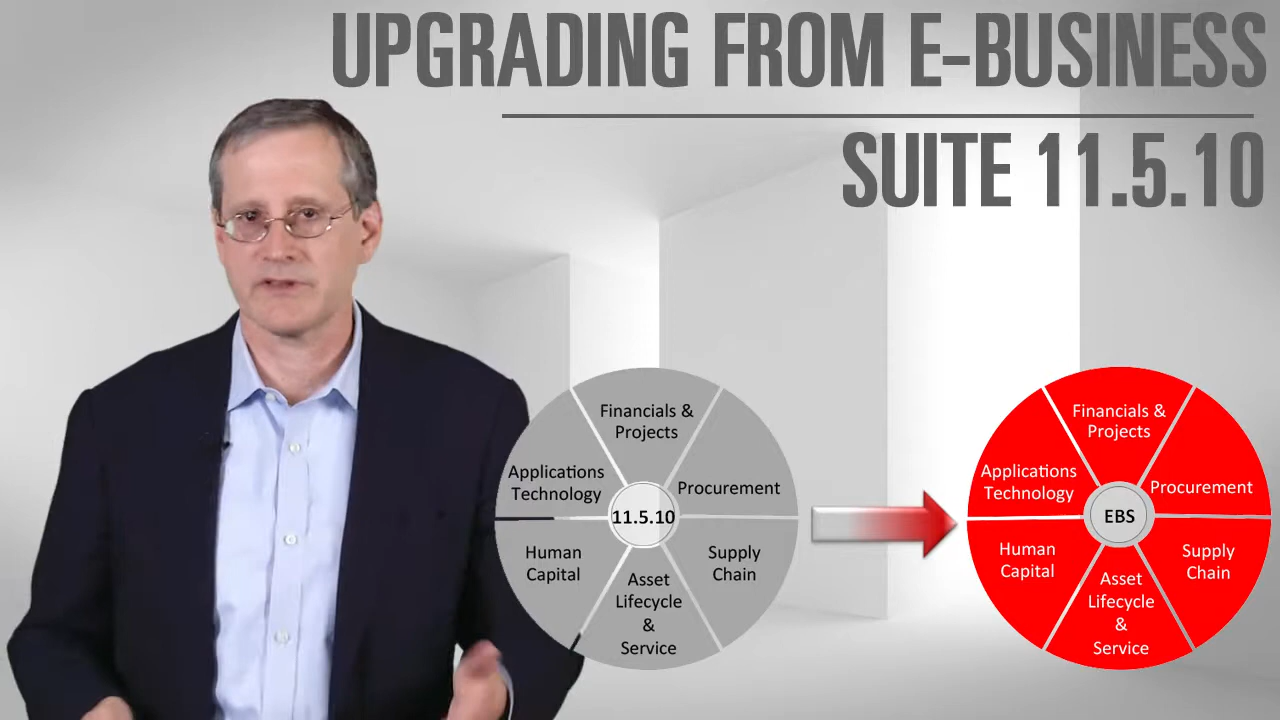 UPGRADING FROM E-BUSINESS
SUITE 11.5.10
Financials &
Projects
Applications
Technology
Procurement
11.5.10
Human
Capital
Supply
Chain
Asset
Lifecycle
&
Service
Financials &
Projects
Applications
Technology
Procurement
EBS
Human
Capital
Supply
Chain
Asset
Lifecycle
&
Service